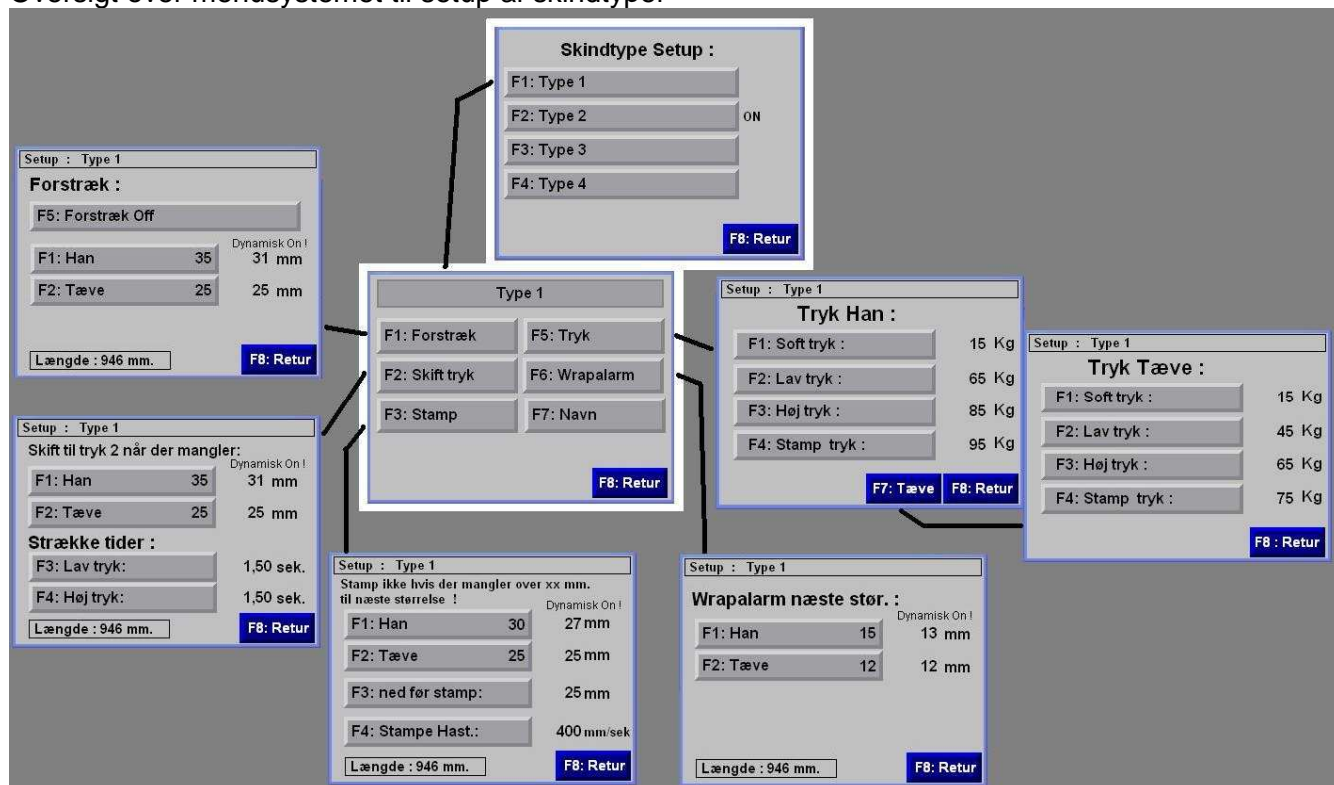 Oversigt over menusystemet til setup af skindtyper
Skindtype Setup :
F1: Type 1
F2: Type 2 ON
F3: Type 3
F4: Type 4
F8: Retur
Setup : Type 1
Forstræk :
F5: Forstræk Off
Dynamisk On !
F1: Han 35 31 mm
F2: Tæve 25 25 mm
Længde : 946 mm. F8: Retur
Type 1
F1: Forstræk F5: Tryk
F2: Skift tryk F6: Wrapalarm
F3: Stamp F7: Navn
F8: Retur
Setup : Type 1
Tryk Han :
F1: Soft tryk : 15 Kg
F2: Lav tryk : 65 Kg
F3: Høj tryk : 85 Kg
F4: Stamp tryk : 95 Kg
F7: Tæve F8: Retur
Setup : Type 1
Tryk Tæve :
F1: Soft tryk : 15 Kg
F2: Lav tryk : 45 Kg
F3: Høj tryk : 65 Kg
F4: Stamp tryk : 75 Kg
F8 : Retur
Setup : Type 1
Skift til tryk 2 når der mangler:
Dynamisk On !
F1: Han 35 31 mm
F2: Tæve 25 25 mm
Strække tider :
F3: Lav tryk: 1,50 sek.
F4: Høj tryk: 1,50 sek.
Længde : 946 mm. F8: Retur
Setup : Type 1
Stamp ikke hvis der mangler over xx mm.
til næste størrelse !
Dynamisk On !
F1: Han 30 27 mm
F2: Tæve 25 25 mm
F3: ned før stamp: 25 mm
F4: Stampe Hast.: 400 mm/sek
Længde : 946 mm. F8: Retur
Setup : Type 1
Wrapalarm næste stør. :
Dynamisk On !
F1: Han 15 13 mm
F2: Tæve 12 12 mm
Længde : 946 mm. F8: Retur